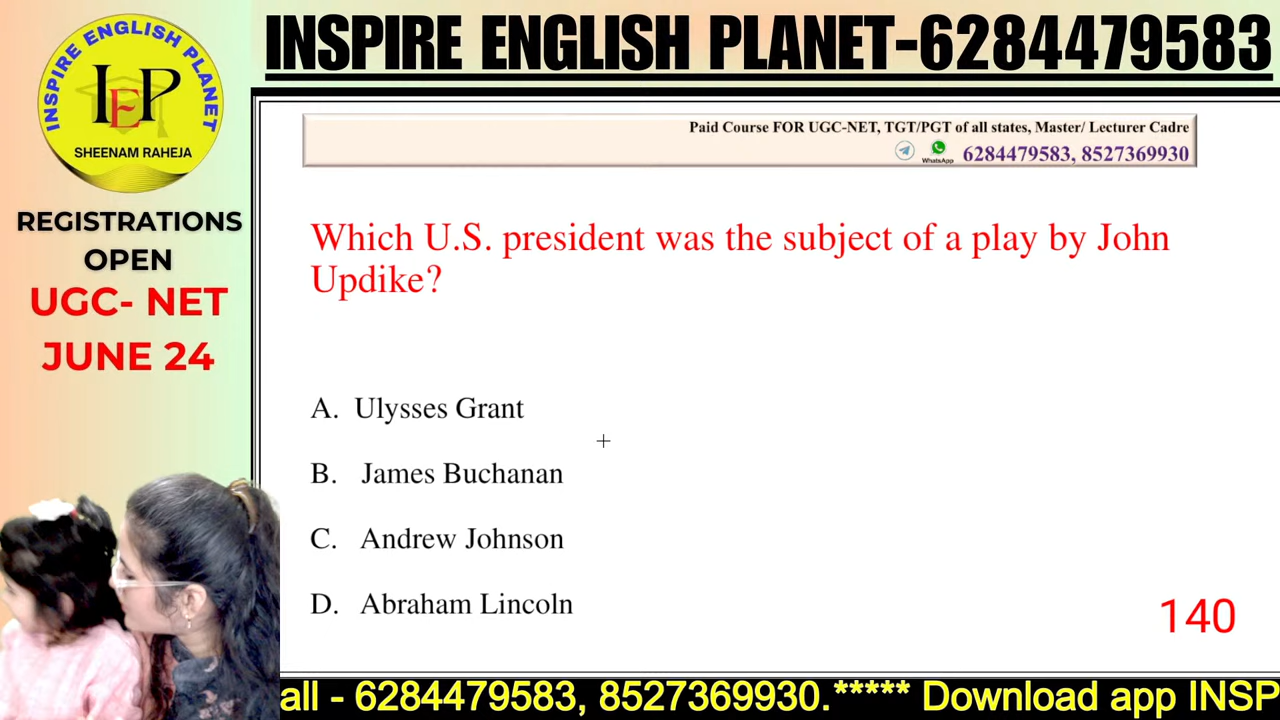 INSPIRE ENGLISH PLANET
IEP
SHEENAM RAHEJA
REGISTRATIONS
OPEN
UGC- NET
JUNE 24
INSPIRE ENGLISH PLANET-6284479583
Paid Course FOR UGC-NET, TGT/PGT of all states, Master/ Lecturer Cadre
WhatsApp 6284479583, 8527369930
Which U.S. president was the subject of a play by John
Updike?
A. Ulysses Grant
B. James Buchanan
C. Andrew Johnson
D. Abraham Lincoln
140
all - 6284479583, 8527369930.***** Download app INSP